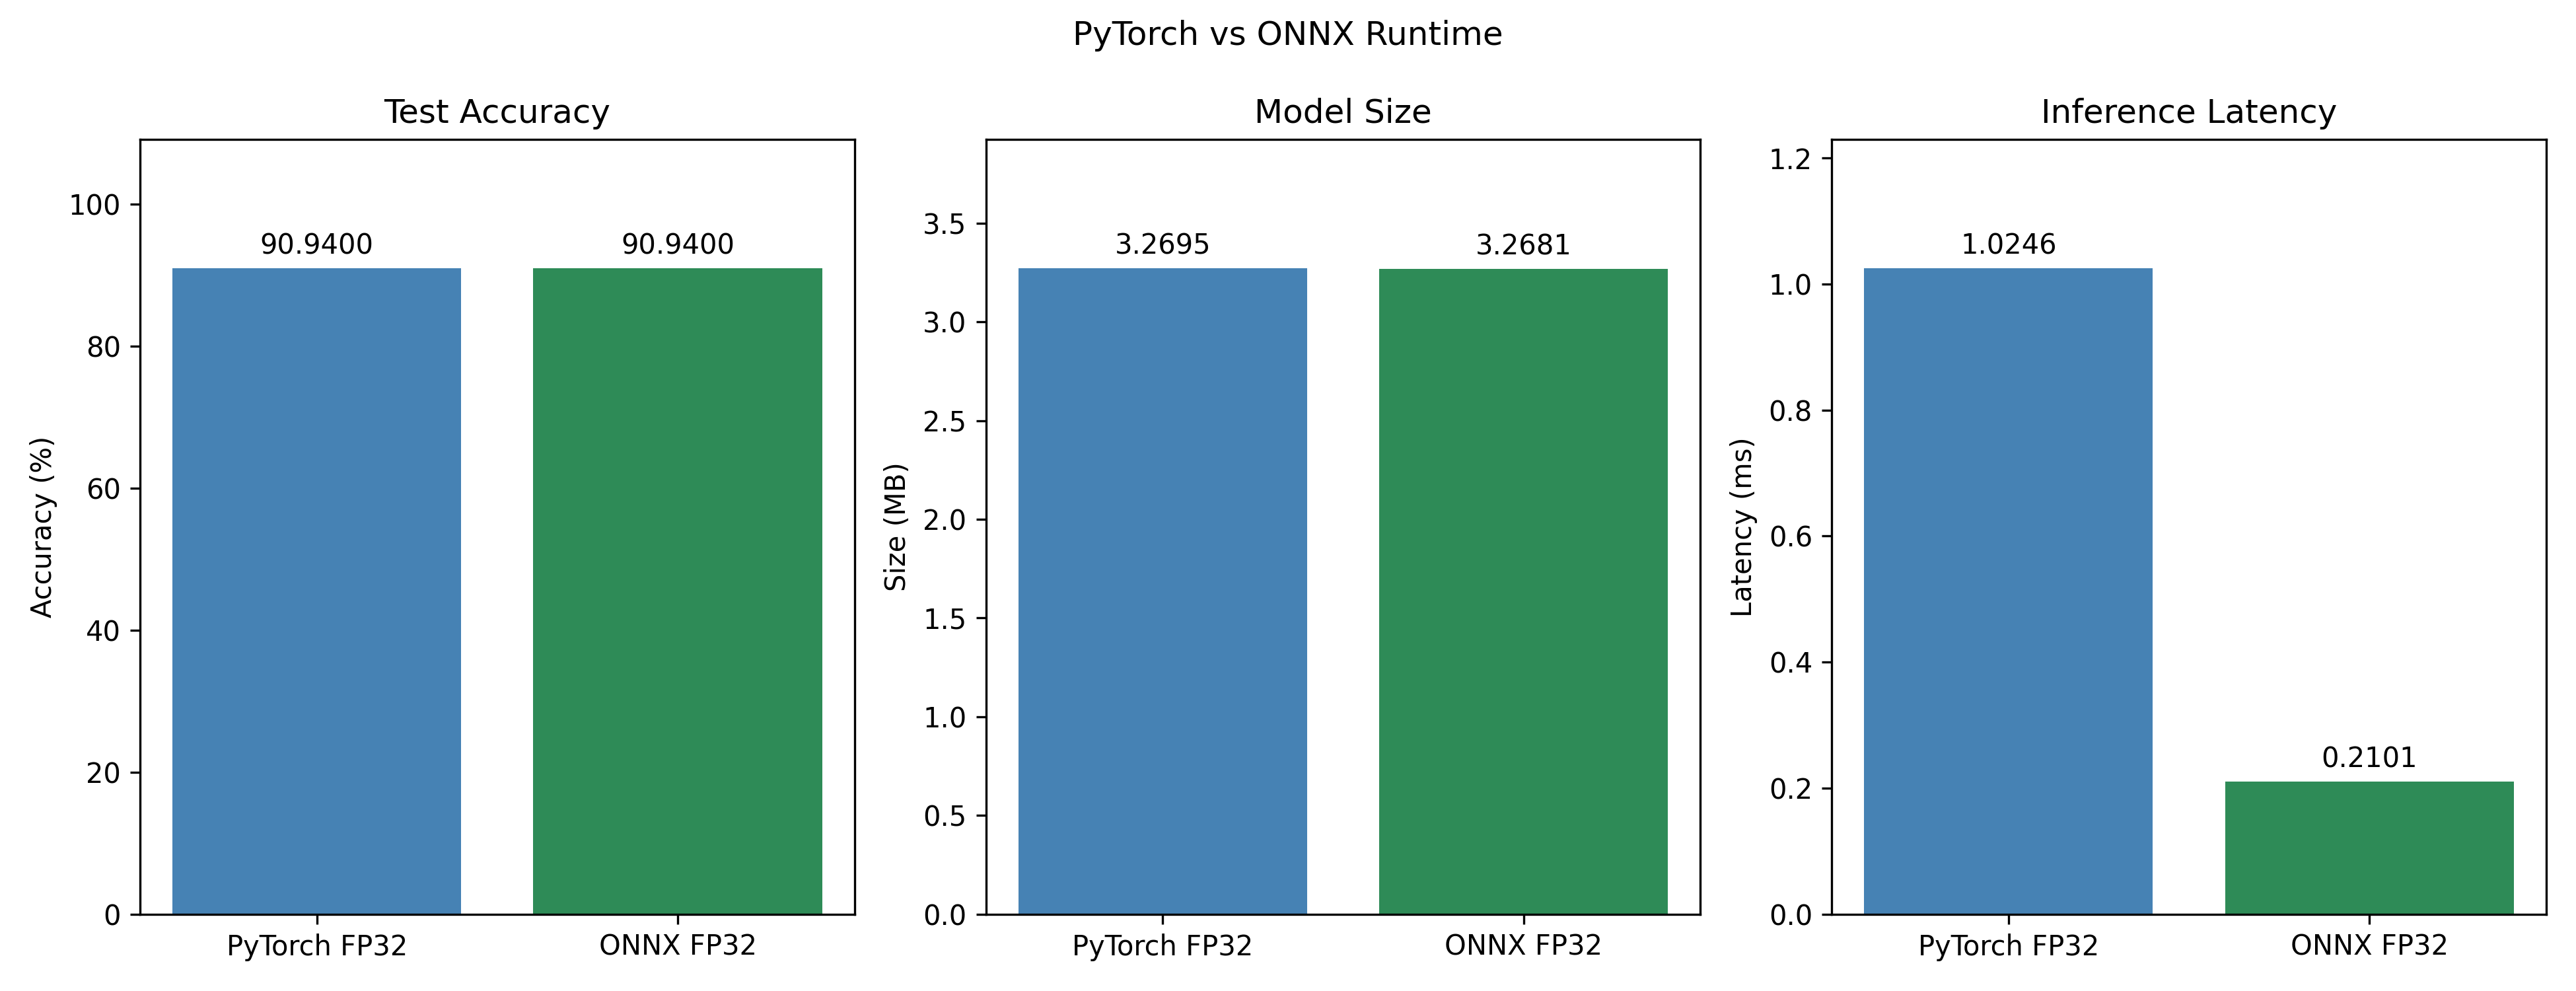 PyTorch vs ONNX Runtime
Test Accuracy
Accuracy (%)
100
80
60
40
20
0
90.9400
90.9400
PyTorch FP32
ONNX FP32
Model Size
Size (MB)
3.5
3.0
2.5
2.0
1.5
1.0
0.5
0.0
3.2695
3.2681
PyTorch FP32
ONNX FP32
Inference Latency
Latency (ms)
1.2
1.0
0.8
0.6
0.4
0.2
0.0
1.0246
0.2101
PyTorch FP32
ONNX FP32